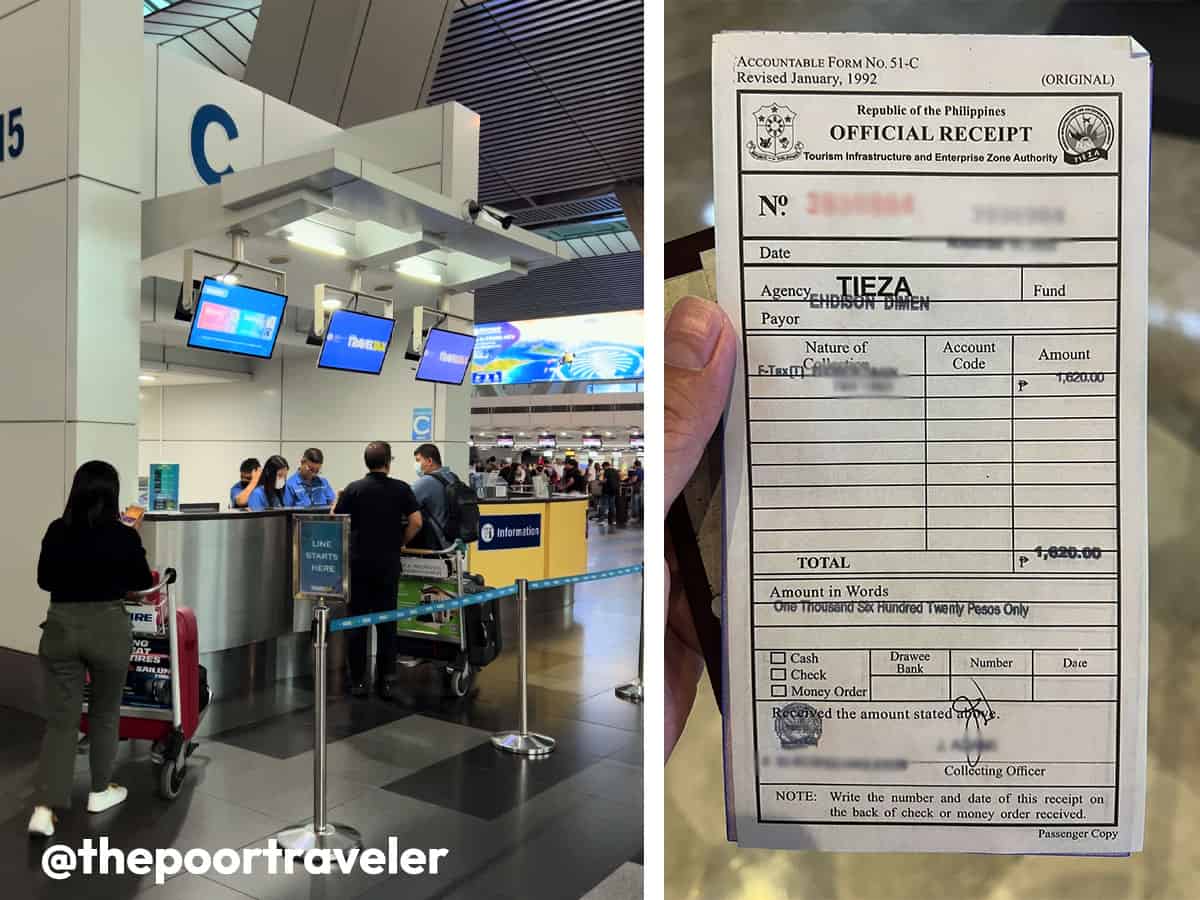 15
C
C
LINE
STARTS
HERE
Information
@thepoortraveler
ACCOUNTABLE FORM NO. 51-C
Revised January, 1992
(ORIGINAL)
Republic of the Philippines
OFFICIAL RECEIPT
Tourism Infrastructure and Enterprise Zone Authority
TIEZA
Nº.
Date
Agency TIEZA
Fund
EHDISON DIMEN
Payor
Nature of
Collection
Account
Code
Amount
F-Tax[1]
₱ 1,620.00
TOTAL
₱ 1,620.00
Amount in Words
One Thousand Six Hundred Twenty Pesos Only
Cash
Check
Money Order
Drawee
Bank
Number
Date
Received the amount stated above.
Collecting Officer
NOTE: Write the number and date of this receipt on
the back of check or money order received.
Passenger Copy